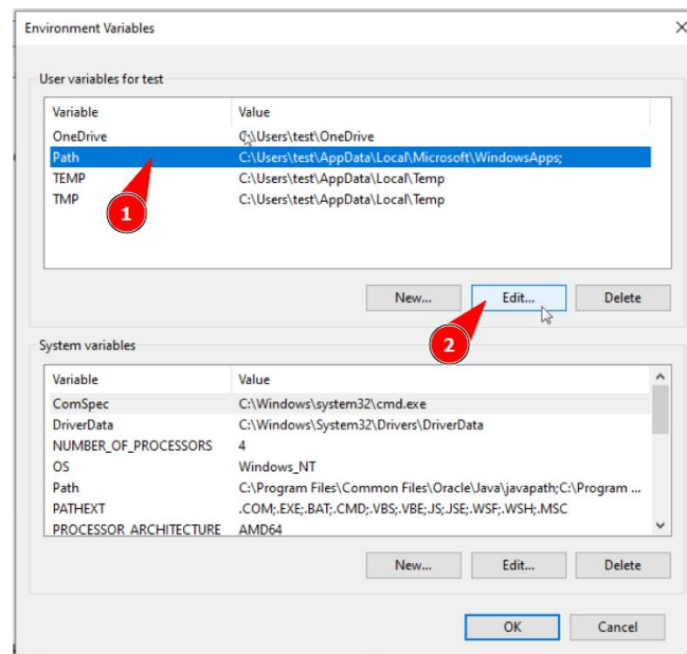 Environment Variables
User variables for test
Variable Value
OneDrive C:\Users\test\OneDrive
Path C:\Users\test\AppData\Local\Microsoft\WindowsApps;
TEMP C:\Users\test\AppData\Local\Temp
TMP C:\Users\test\AppData\Local\Temp
1
New... Edit... Delete
2
System variables
Variable Value
ComSpec C:\Windows\system32\cmd.exe
DriverData C:\Windows\System32\Drivers\DriverData
NUMBER_OF_PROCESSORS 4
OS Windows_NT
Path C:\Program Files\Common Files\Oracle\Java\javapath;C:\Program ...
PATHEXT .COM;.EXE;.BAT;.CMD;.VBS;.VBE;.JS;.JSE;.WSF;.WSH;.MSC
PROCESSOR_ARCHITECTURE AMD64
New... Edit... Delete
OK Cancel